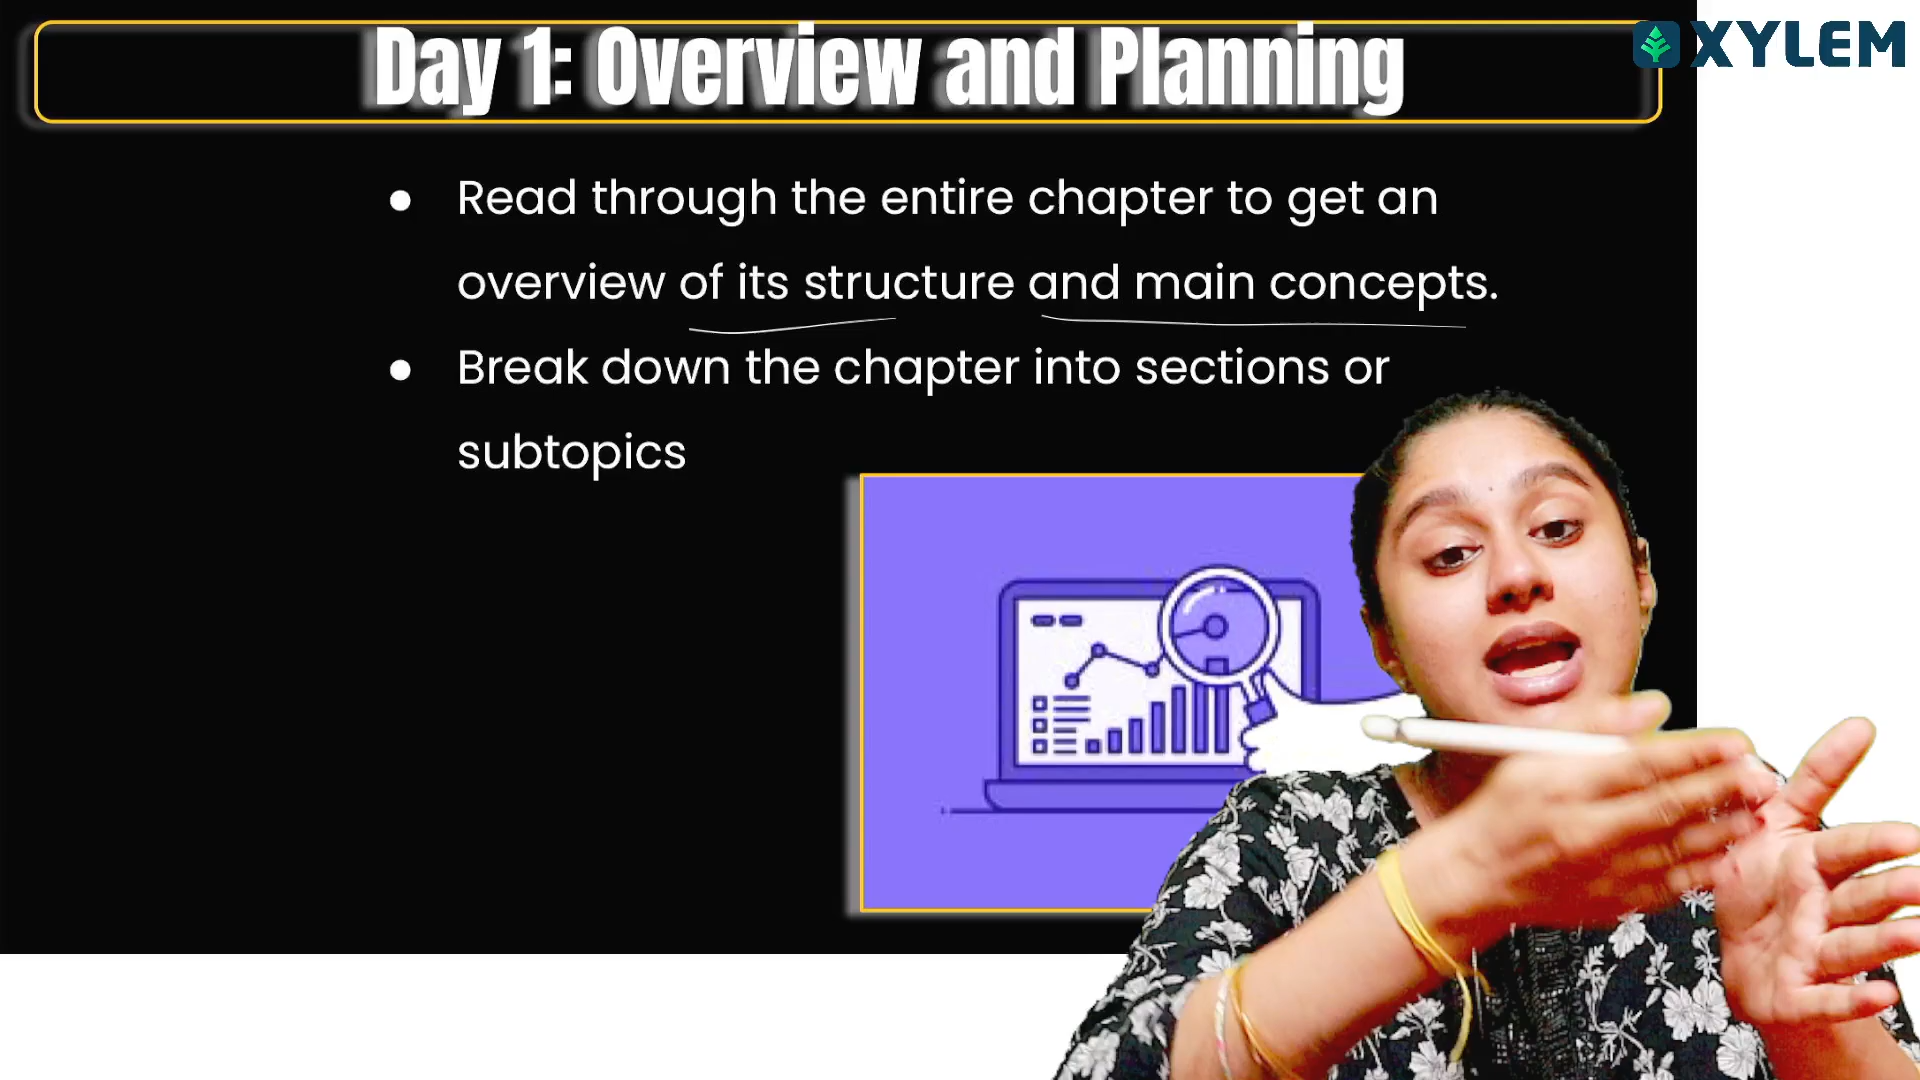 Day 1: Overview and Planning
XYLEM
● Read through the entire chapter to get an
overview of its structure and main concepts.
● Break down the chapter into sections or
subtopics